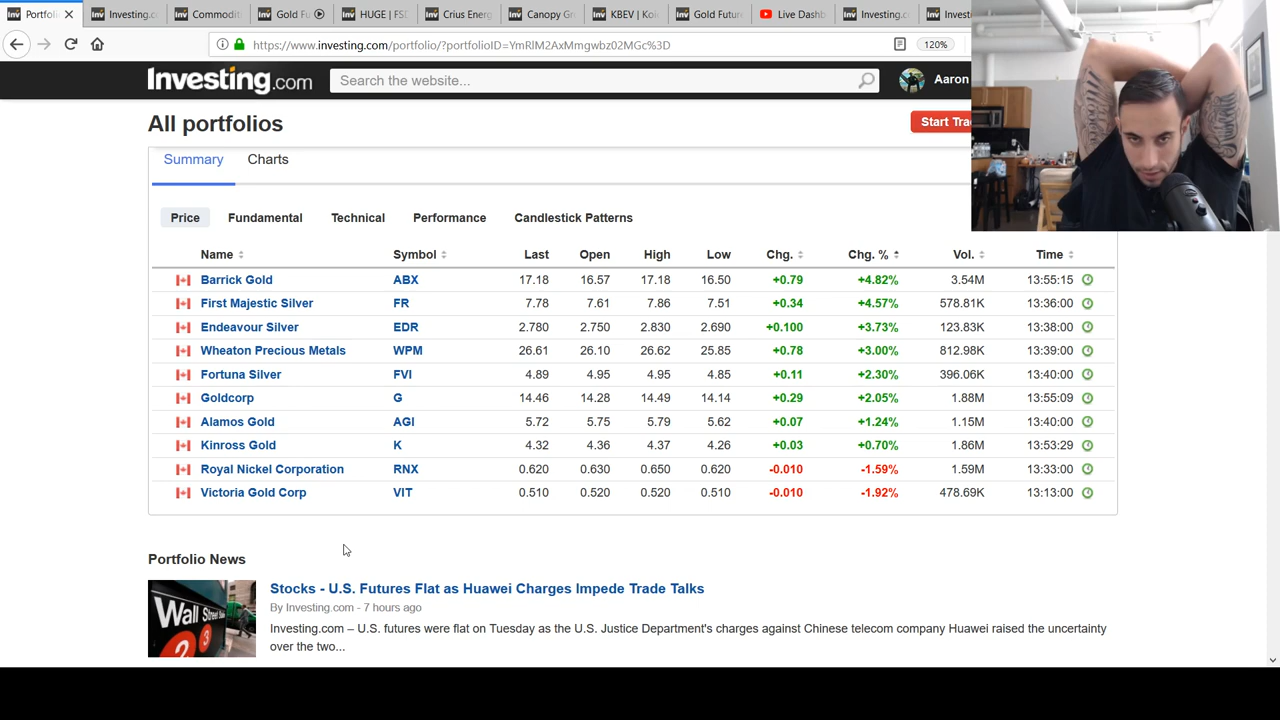 Portfoli
Investing.c
Commodit
Gold Fu
HUGE | FSD
Crius Energ
Canopy Gr
KBEV | Koi
Gold Future
Live Dashb
Investing.c
Investi
https://www.investing.com/portfolio/?portfolioID=YmRlM2AxMmgwbz02MGc%3D
120%
Investing.com
Search the website...
Aaron
All portfolios
Start Tra
Summary Charts
Price Fundamental Technical Performance Candlestick Patterns
Name Symbol Last Open High Low Chg. Chg. % Vol. Time
Barrick Gold ABX 17.18 16.57 17.18 16.50 +0.79 +4.82% 3.54M 13:55:15
First Majestic Silver FR 7.78 7.61 7.86 7.51 +0.34 +4.57% 578.81K 13:36:00
Endeavour Silver EDR 2.780 2.750 2.830 2.690 +0.100 +3.73% 123.83K 13:38:00
Wheaton Precious Metals WPM 26.61 26.10 26.62 25.85 +0.78 +3.00% 812.98K 13:39:00
Fortuna Silver FVI 4.89 4.95 4.95 4.85 +0.11 +2.30% 396.06K 13:40:00
Goldcorp G 14.46 14.28 14.49 14.14 +0.29 +2.05% 1.88M 13:55:09
Alamos Gold AGI 5.72 5.75 5.79 5.62 +0.07 +1.24% 1.15M 13:40:00
Kinross Gold K 4.32 4.36 4.37 4.26 +0.03 +0.70% 1.86M 13:53:29
Royal Nickel Corporation RNX 0.620 0.630 0.650 0.620 -0.010 -1.59% 1.59M 13:33:00
Victoria Gold Corp VIT 0.510 0.520 0.520 0.510 -0.010 -1.92% 478.69K 13:13:00
Portfolio News
Stocks - U.S. Futures Flat as Huawei Charges Impede Trade Talks
By Investing.com - 7 hours ago
Investing.com – U.S. futures were flat on Tuesday as the U.S. Justice Department's charges against Chinese telecom company Huawei raised the uncertainty
over the two...
Wall Street
2 3